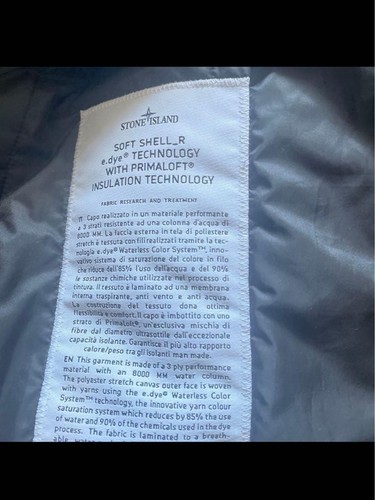 STONE ISLAND
SOFT SHELL_R
e.dye® TECHNOLOGY
WITH PRIMALOFT®
INSULATION TECHNOLOGY
FABRIC RESEARCH AND TREATMENT
IT. Capo realizzato in un materiale performante
a 3 strati resistente ad una colonna d'acqua di
8000 MM. La faccia esterna in tela di poliestere
stretch è tessuta con fili realizzati tramite la tec-
nologia e.dye® Waterless Color System™, inno-
vativo sistema di saturazione del colore in filo
che riduce dell'85% l'uso dell'acqua e del 90%
le sostanze chimiche utilizzate nel processo di
tintura. Il tessuto è laminato ad una membrana
interna traspirante, anti vento e anti acqua.
La costruzione del tessuto dona ottima
flessibilità e comfort. Il capo è imbottito con uno
strato di Primaloft®, un'esclusiva mischia di
fibre dal diametro ultrasottile dall'eccezionale
capacità isolante. Garantisce il più alto rapporto
calore/peso tra gli isolanti man made.
EN This garment is made of a 3 ply performing
material with an 8000 MM water column.
The polyester stretch canvas outer face is woven
with yarns using the e.dye® Waterless Color
System™ technology, the innovative yarn colour
saturation system which reduces by 85% the use
of water and 90% of the chemicals used in the dye
process. The fabric is laminated to a breath-
able,